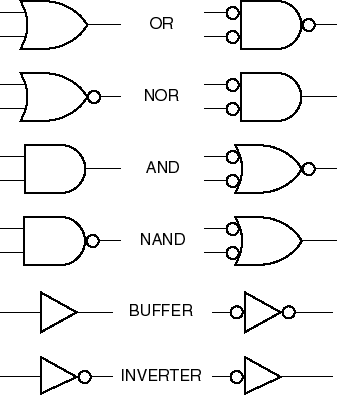 OR
NOR
AND
NAND
BUFFER
INVERTER